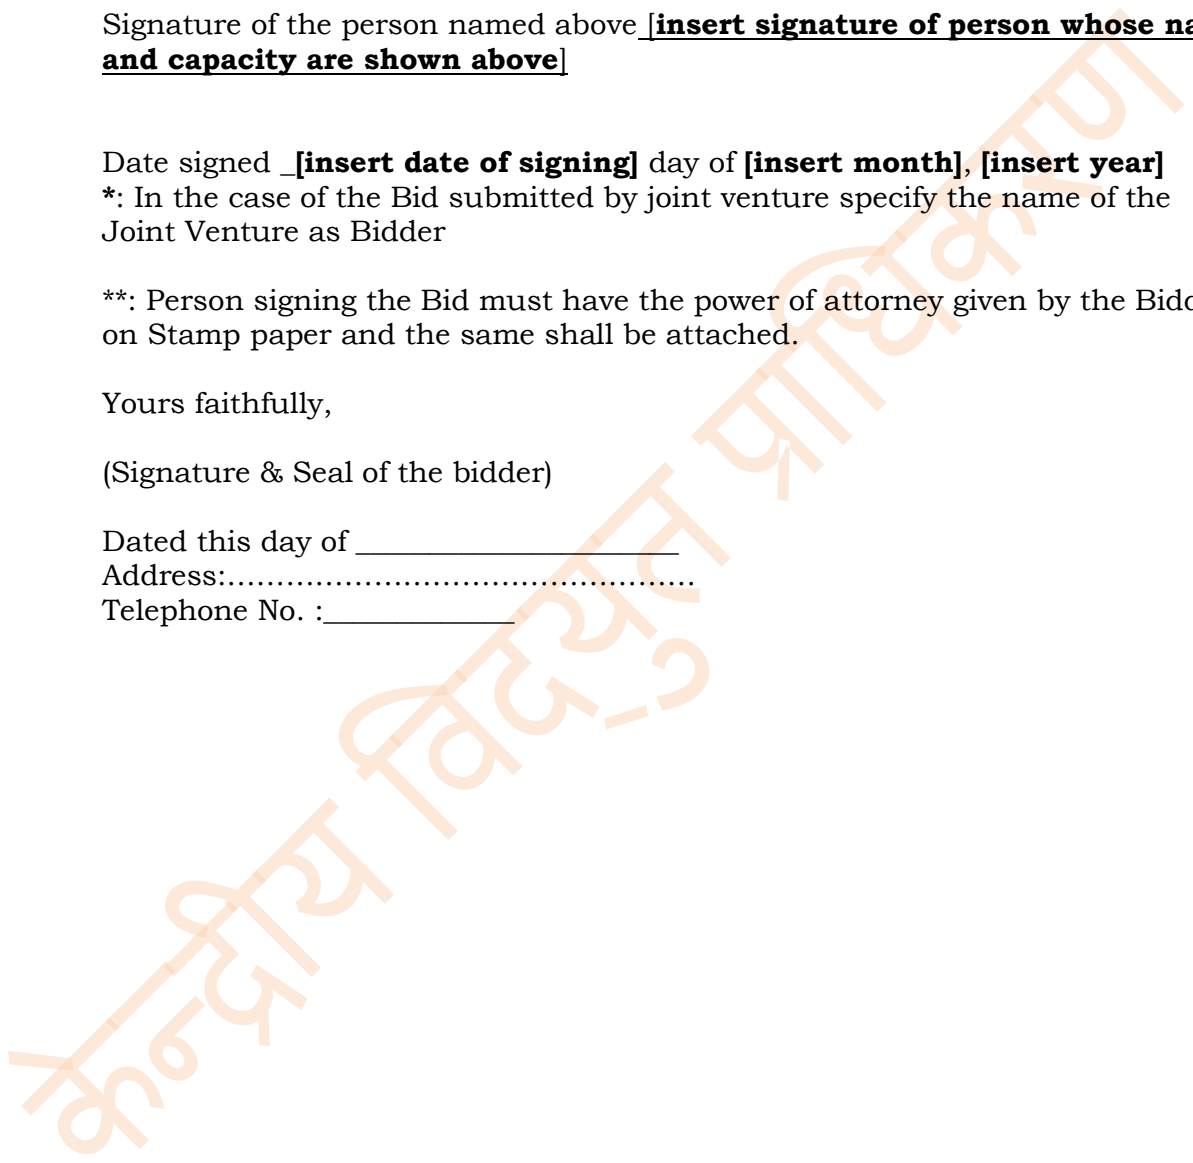 Signature of the person named above [insert signature of person whose
and capacity are shown above]
Date signed _[insert date of signing] day of [insert month], [insert year]
*: In the case of the Bid submitted by joint venture specify the name of the
Joint Venture as Bidder
**: Person signing the Bid must have the power of attorney given by the
on Stamp paper and the same shall be attached.
Yours faithfully,
(Signature & Seal of the bidder)
Dated this day of ______________________
Address:…………………………………………
Telephone No. :_____________
केन्द्रीय विद्युत प्राधिकरण